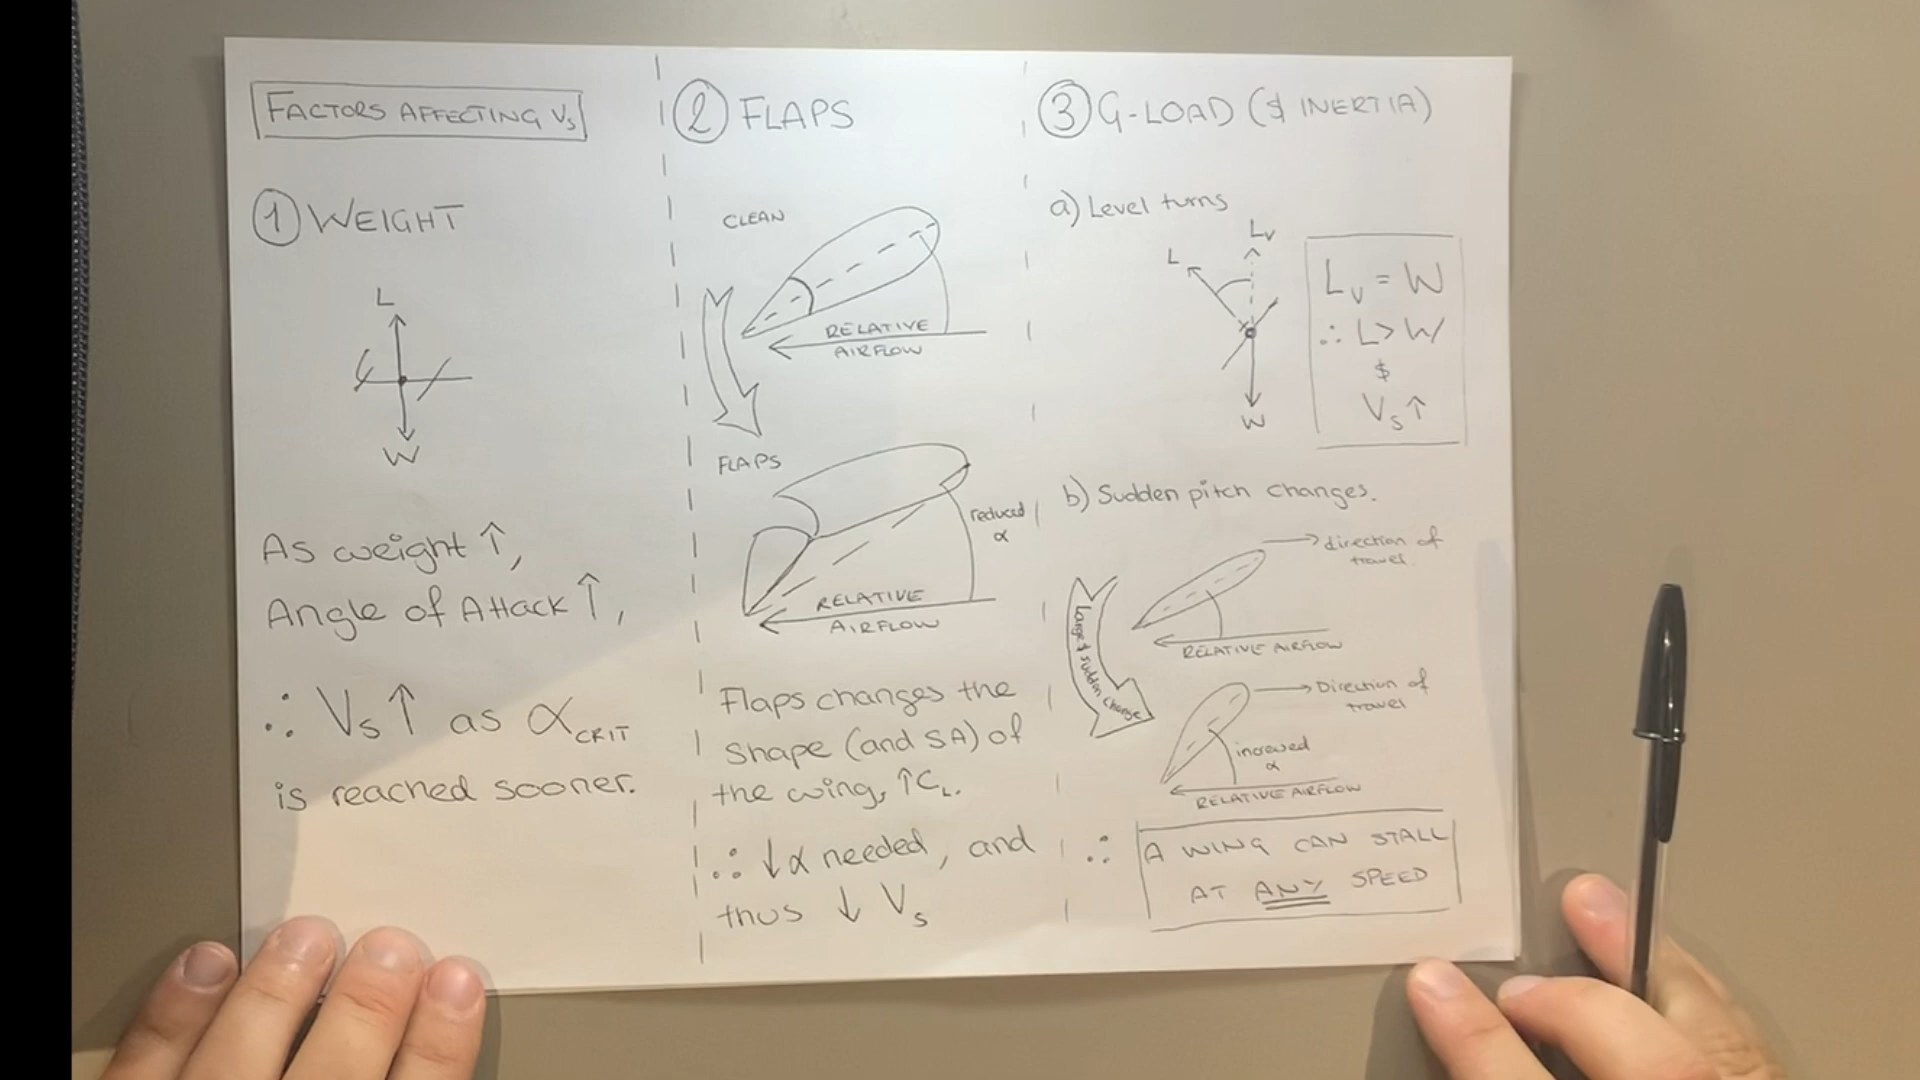 FACTORS AFFECTING Vs
① WEIGHT
L
W
As weight ↑,
Angle of Attack ↑,
∴ Vs ↑ as αCRIT
is reached sooner.
② FLAPS
CLEAN
RELATIVE
AIRFLOW
FLAPS
reduced
α
RELATIVE
AIRFLOW
Flaps changes the
shape (and SA) of
the wing, ↑CL.
∴ ↓α needed, and
thus ↓ Vs
③ G-LOAD ($ INERTIA)
a) Level turns
L
Lv
W
Lv = W
∴ L > W
$
Vs ↑
b) Sudden pitch changes.
direction of
travel
RELATIVE AIRFLOW
Large $ sudden change
Direction of
travel
increased
α
RELATIVE AIRFLOW
∴ A WING CAN STALL
AT ANY SPEED